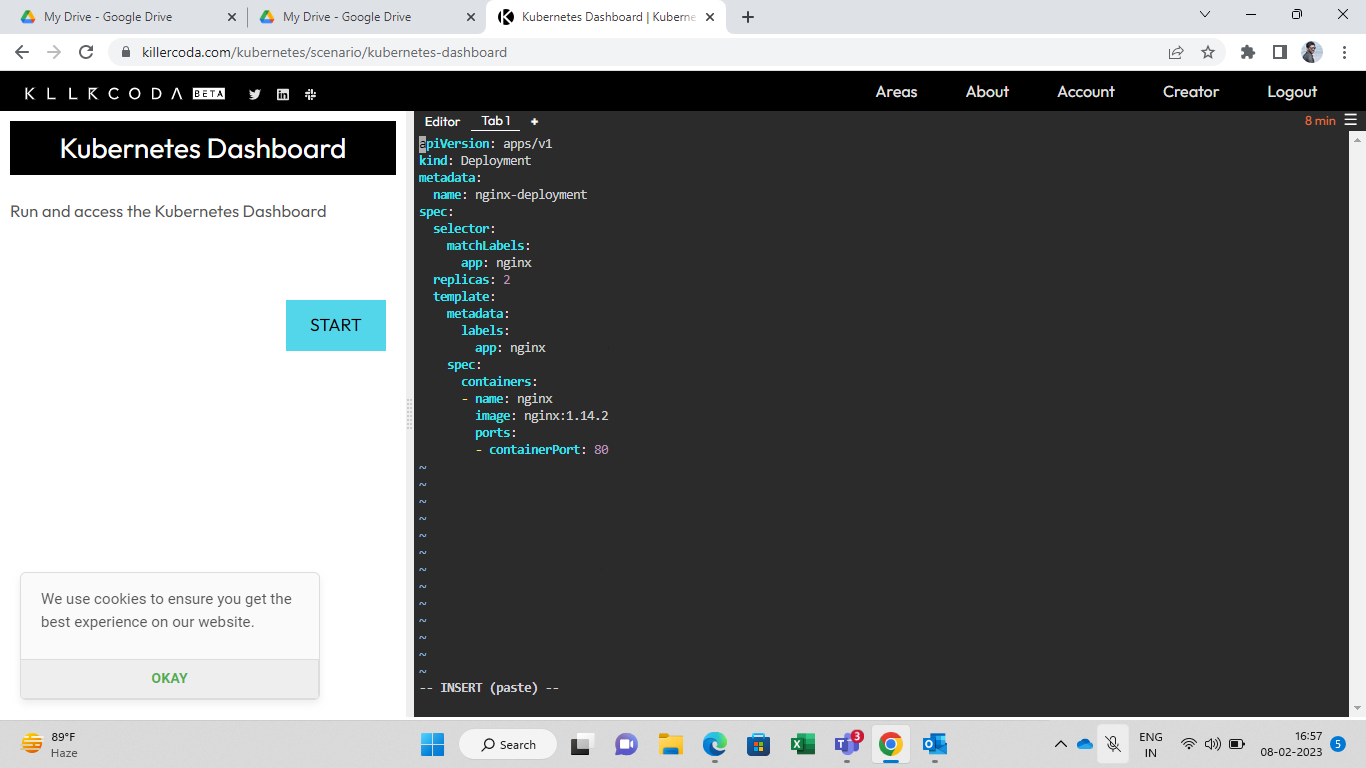 My Drive - Google Drive
My Drive - Google Drive
Kubernetes Dashboard | Kuberne
killercoda.com/kubernetes/scenario/kubernetes-dashboard
KILLERCODA BETA
Areas
About
Account
Creator
Logout
Kubernetes Dashboard
Run and access the Kubernetes Dashboard
START
We use cookies to ensure you get the
best experience on our website.
OKAY
Editor
Tab 1
+
8 min
apiVersion: apps/v1
kind: Deployment
metadata:
  name: nginx-deployment
spec:
  selector:
    matchLabels:
      app: nginx
  replicas: 2
  template:
    metadata:
      labels:
        app: nginx
    spec:
      containers:
      - name: nginx
        image: nginx:1.14.2
        ports:
        - containerPort: 80
~
~
~
~
~
~
~
~
~
~
~
~
~
-- INSERT (paste) --
89°F
Haze
Search
3
ENG
IN
16:57
08-02-2023
5